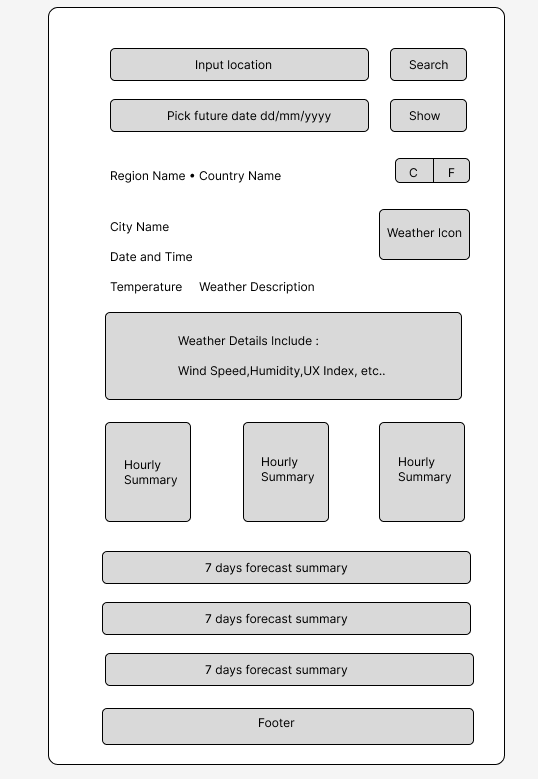 Input location
Search
Pick future date dd/mm/yyyy
Show
Region Name • Country Name
C
F
City Name
Weather Icon
Date and Time
Temperature
Weather Description
Weather Details Include :
Wind Speed,Humidity,UX Index, etc..
Hourly
Summary
Hourly
Summary
Hourly
Summary
7 days forecast summary
7 days forecast summary
7 days forecast summary
Footer